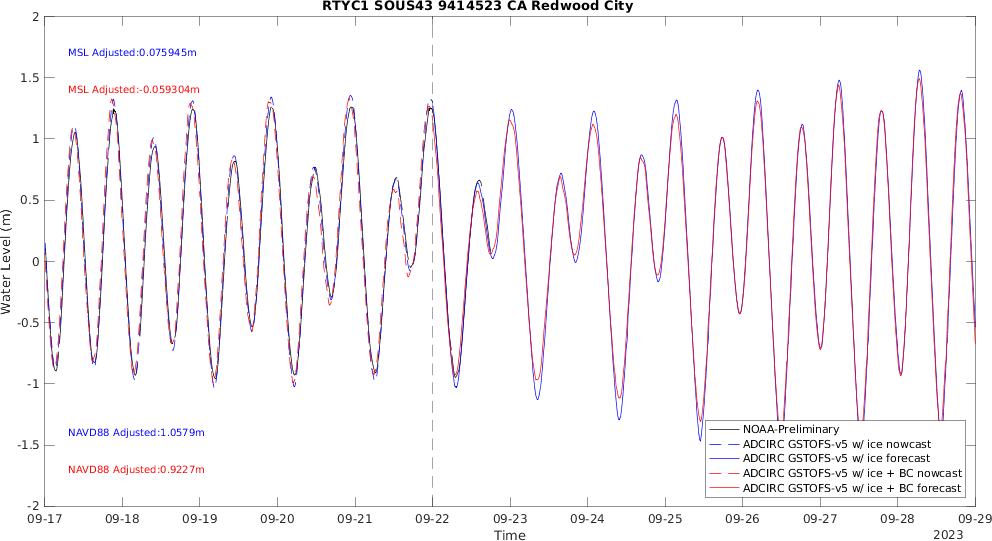 RTYC1 SOUS43 9414523 CA Redwood City
MSL Adjusted:0.075945m
MSL Adjusted:-0.059304m
NAVD88 Adjusted:1.0579m
NAVD88 Adjusted:0.9227m
Water Level (m)
2
1.5
1
0.5
0
-0.5
-1
-1.5
-2
NOAA-Preliminary
ADCIRC GSTOFS-v5 w/ ice nowcast
ADCIRC GSTOFS-v5 w/ ice forecast
ADCIRC GSTOFS-v5 w/ ice + BC nowcast
ADCIRC GSTOFS-v5 w/ ice + BC forecast
09-17 09-18 09-19 09-20 09-21 09-22 09-23 09-24 09-25 09-26 09-27 09-28 09-29
Time
2023